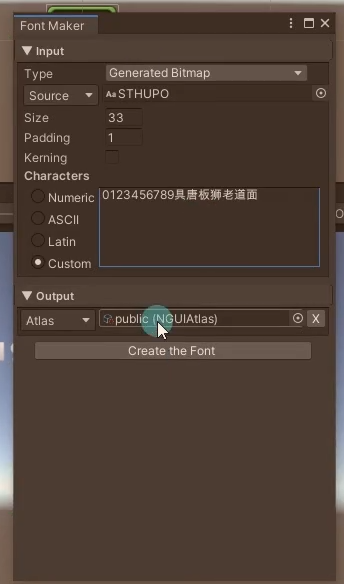 Font Maker
Input
Type Generated Bitmap
Source Aa STHUPO
Size 33
Padding 1
Kerning
Characters
Numeric 0123456789具唐板狮老道面
ASCII
Latin
Custom
Output
Atlas public (NGUIAtlas) X
Create the Font